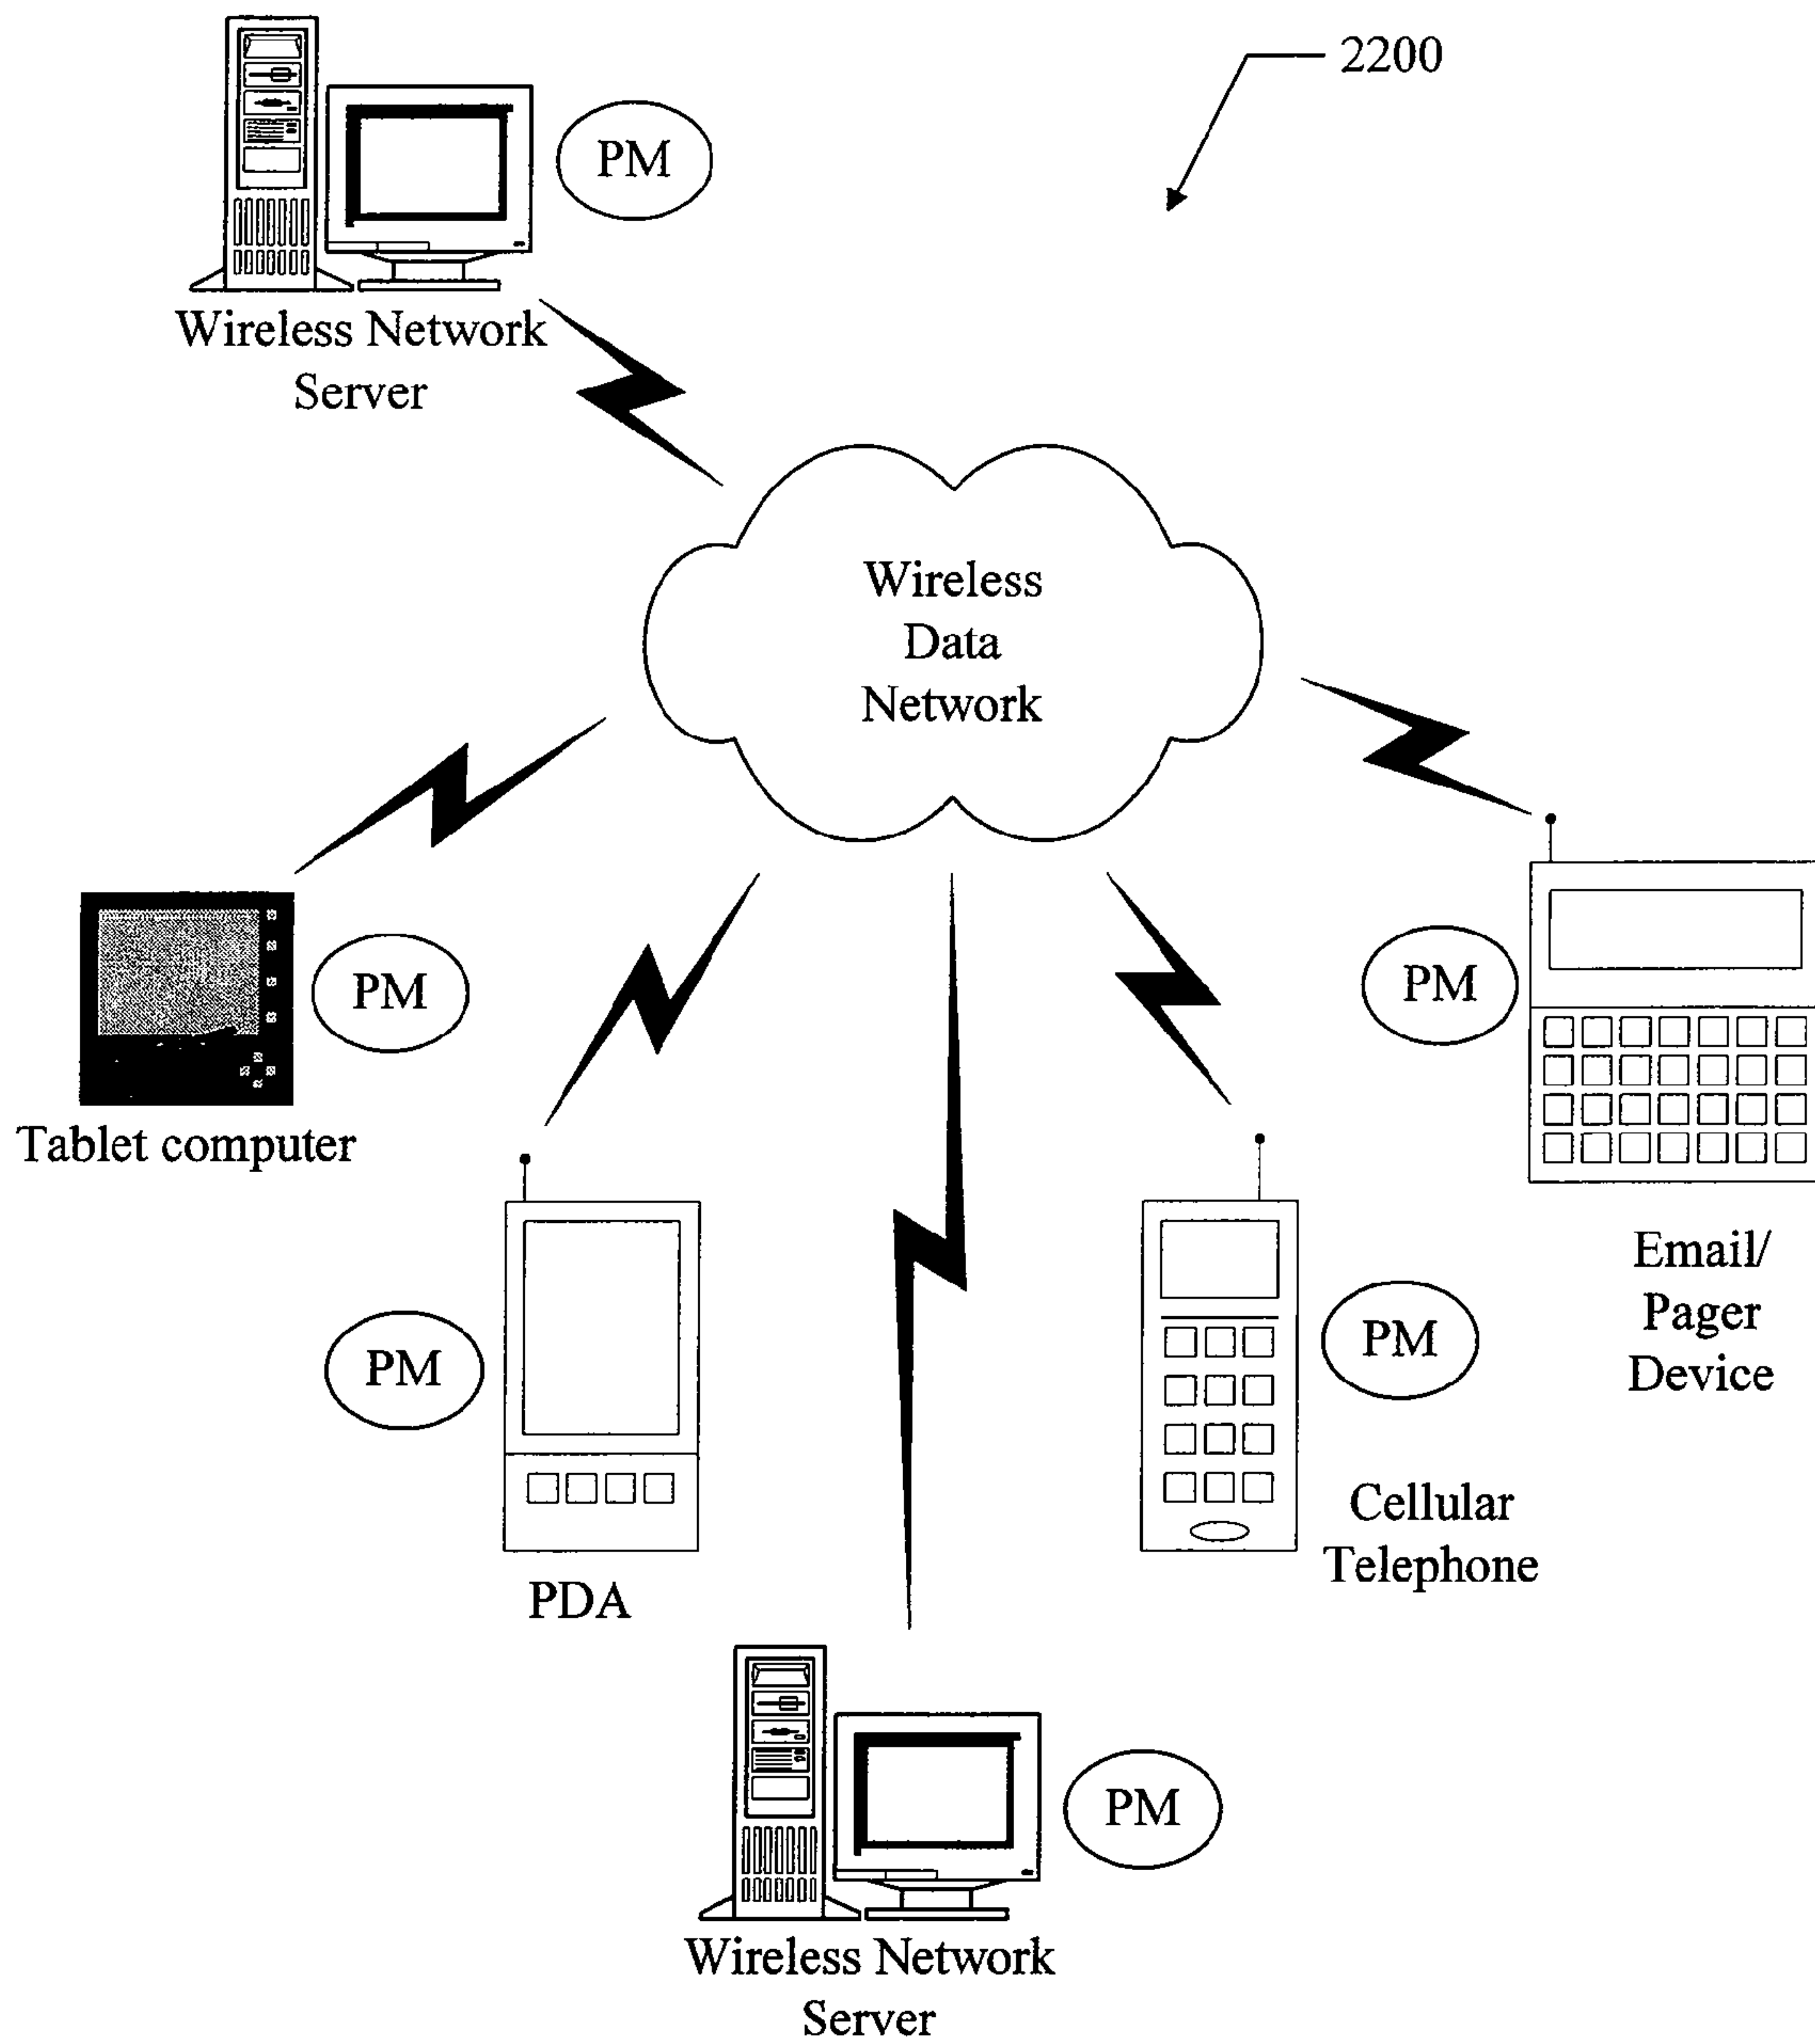 2200
PM
Wireless Network
Server
Wireless
Data
Network
PM
Tablet computer
PM
Email/
Pager
Device
PM
PDA
PM
Cellular
Telephone
PM
Wireless Network
Server